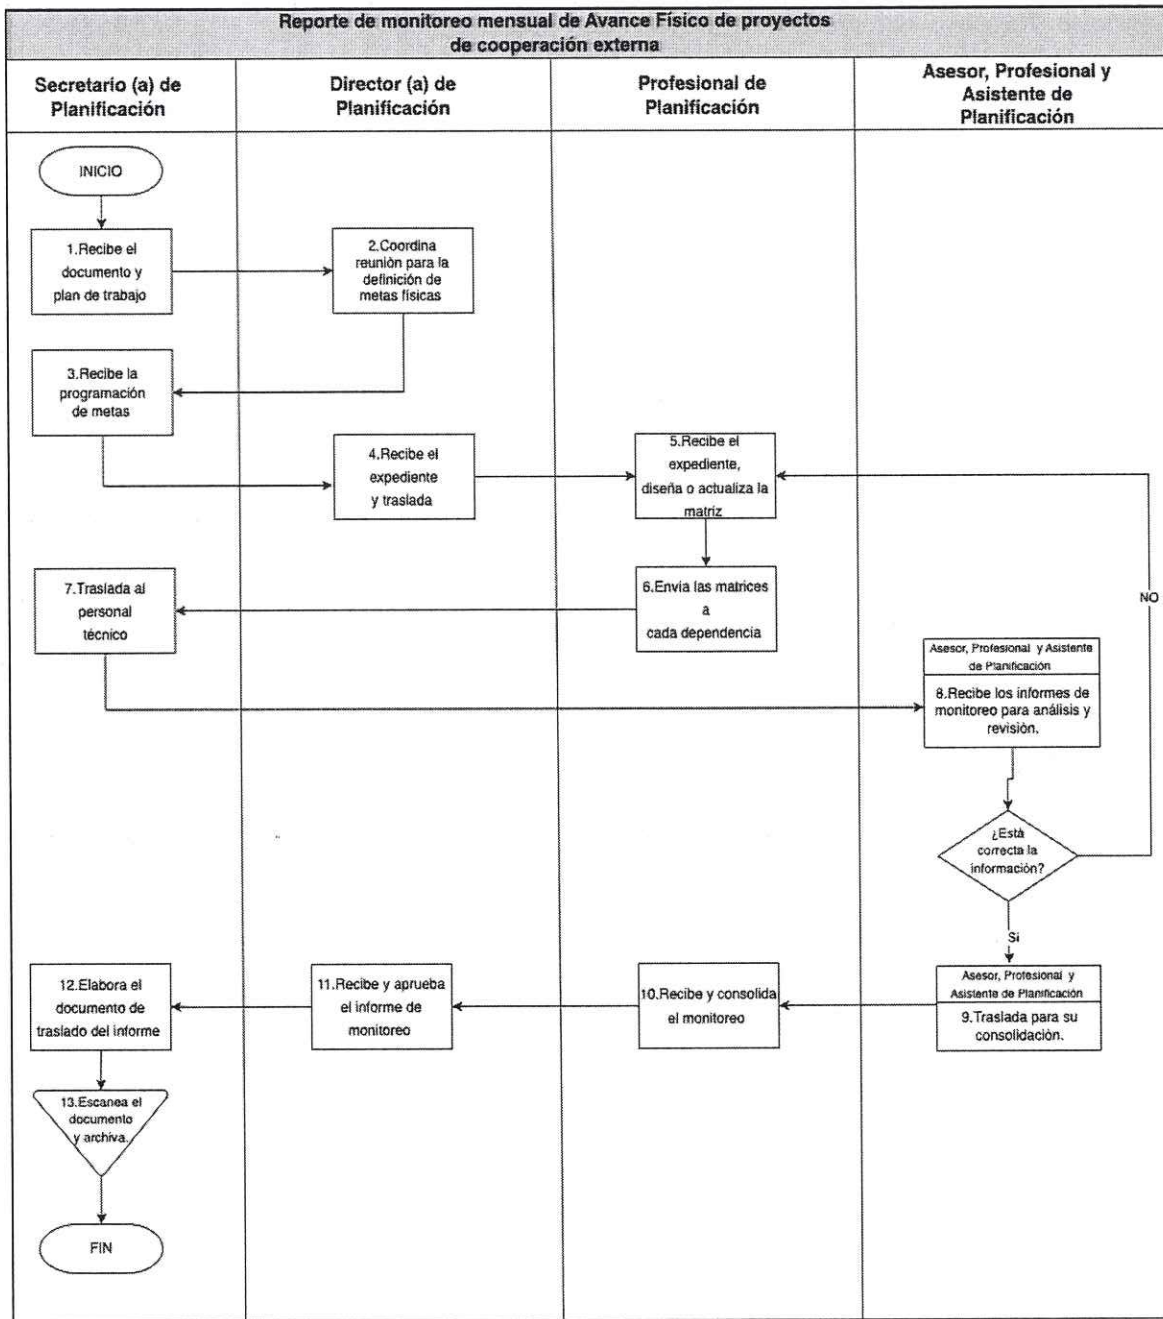 Reporte de monitoreo mensual de Avance Físico de proyectos
de cooperación externa
Secretario (a) de
Planificación
Director (a) de
Planificación
Profesional de
Planificación
Asesor, Profesional y
Asistente de
Planificación
INICIO
1.Recibe el
documento y
plan de trabajo
2.Coordina
reunión para la
definición de
metas físicas
3.Recibe la
programación
de metas
4.Recibe el
expediente
y traslada
5.Recibe el
expediente,
diseña o actualiza la
matriz
6.Envia las matrices
a
cada dependencia
7.Traslada al
personal
técnico
NO
Asesor, Profesional y Asistente
de Planificación
8.Recibe los informes de
monitoreo para análisis y
revisión.
¿Está
correcta la
información?
Si
Asesor, Profesional y
Asistente de Planificación
9.Traslada para su
consolidación.
10.Recibe y consolida
el monitoreo
11.Recibe y aprueba
el informe de
monitoreo
12.Elabora el
documento de
traslado del informe
13.Escanea el
documento
y archiva.
FIN